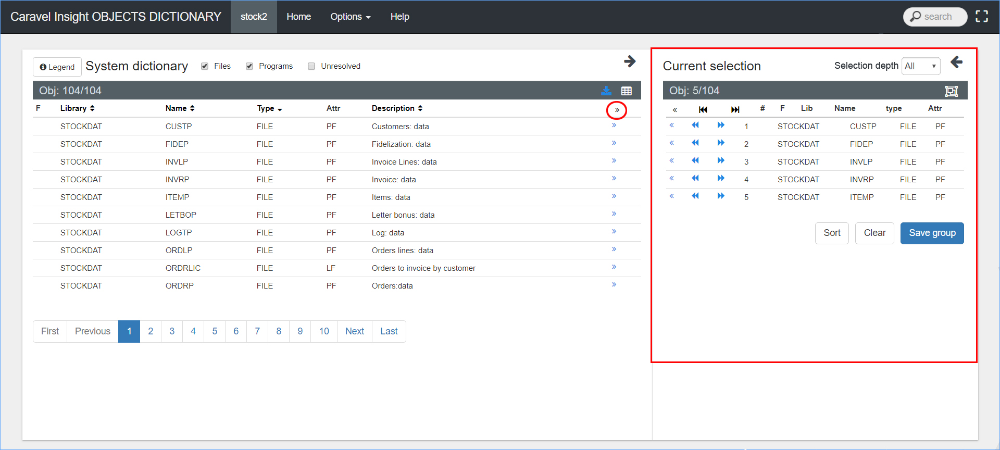 Caravel Insight OBJECTS DICTIONARY stock2 Home Options Help search
Legend System dictionary Files Programs Unresolved
Obj: 104/104
F Library Name Type Attr Description »
STOCKDAT CUSTP FILE PF Customers: data »
STOCKDAT FIDEP FILE PF Fidelization: data »
STOCKDAT INVLP FILE PF Invoice Lines: data »
STOCKDAT INVRP FILE PF Invoice: data »
STOCKDAT ITEMP FILE PF Items: data »
STOCKDAT LETBOP FILE PF Letter bonus: data »
STOCKDAT LOGTP FILE PF Log: data »
STOCKDAT ORDLP FILE PF Orders lines: data »
STOCKDAT ORDRLIC FILE LF Orders to invoice by customer »
STOCKDAT ORDRP FILE PF Orders:data »
First Previous 1 2 3 4 5 6 7 8 9 10 Next Last
Current selection Selection depth All
Obj: 5/104
« # F Lib Name type Attr
« 1 STOCKDAT CUSTP FILE PF
« 2 STOCKDAT FIDEP FILE PF
« 3 STOCKDAT INVLP FILE PF
« 4 STOCKDAT INVRP FILE PF
« 5 STOCKDAT ITEMP FILE PF
Sort Clear Save group